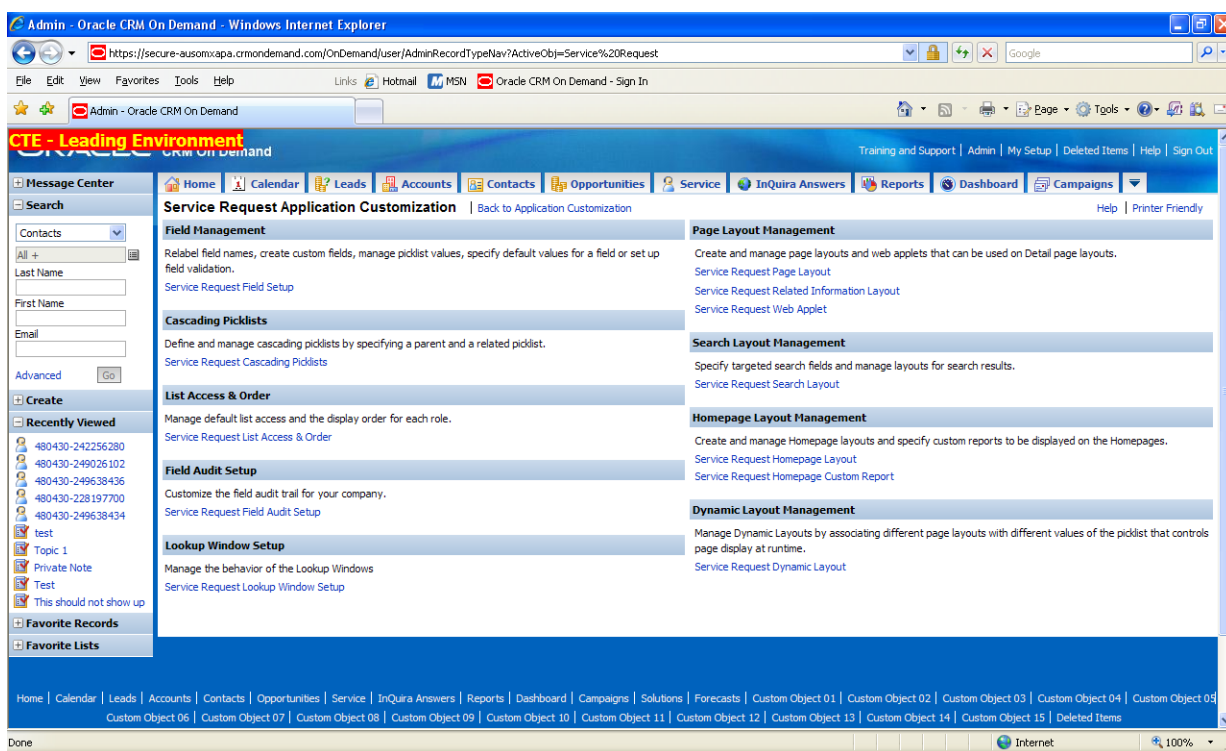 Admin - Oracle CRM On Demand - Windows Internet Explorer
https://secure-ausomxapa.crmondemand.com/OnDemand/user/AdminRecordTypeNav?ActiveObj=Service%20Request
Google
File Edit View Favorites Tools Help
Links Hotmail MSN Oracle CRM On Demand - Sign In
Admin - Oracle CRM On Demand
Page Tools
CTE - Leading Environment
CRM On Demand
Training and Support | Admin | My Setup | Deleted Items | Help | Sign Out
Message Center
Home Calendar Leads Accounts Contacts Opportunities Service InQuira Answers Reports Dashboard Campaigns
Search
Contacts
All +
Last Name
First Name
Email
Advanced Go
Create
Recently Viewed
480430-242256280
480430-249026102
480430-249638436
480430-228197700
480430-249638434
test
Topic 1
Private Note
Test
This should not show up
Favorite Records
Favorite Lists
Service Request Application Customization | Back to Application Customization
Help | Printer Friendly
Field Management
Relabel field names, create custom fields, manage picklist values, specify default values for a field or set up
field validation.
Service Request Field Setup
Cascading Picklists
Define and manage cascading picklists by specifying a parent and a related picklist.
Service Request Cascading Picklists
List Access & Order
Manage default list access and the display order for each role.
Service Request List Access & Order
Field Audit Setup
Customize the field audit trail for your company.
Service Request Field Audit Setup
Lookup Window Setup
Manage the behavior of the Lookup Windows
Service Request Lookup Window Setup
Page Layout Management
Create and manage page layouts and web applets that can be used on Detail page layouts.
Service Request Page Layout
Service Request Related Information Layout
Service Request Web Applet
Search Layout Management
Specify targeted search fields and manage layouts for search results.
Service Request Search Layout
Homepage Layout Management
Create and manage Homepage layouts and specify custom reports to be displayed on the Homepages.
Service Request Homepage Layout
Service Request Homepage Custom Report
Dynamic Layout Management
Manage Dynamic Layouts by associating different page layouts with different values of the picklist that controls
page display at runtime.
Service Request Dynamic Layout
Home | Calendar | Leads | Accounts | Contacts | Opportunities | Service | InQuira Answers | Reports | Dashboard | Campaigns | Solutions | Forecasts | Custom Object 01 | Custom Object 02 | Custom Object 03 | Custom Object 04 | Custom Object 05
Custom Object 06 | Custom Object 07 | Custom Object 08 | Custom Object 09 | Custom Object 10 | Custom Object 11 | Custom Object 12 | Custom Object 13 | Custom Object 14 | Custom Object 15 | Deleted Items
Done
Internet
100%